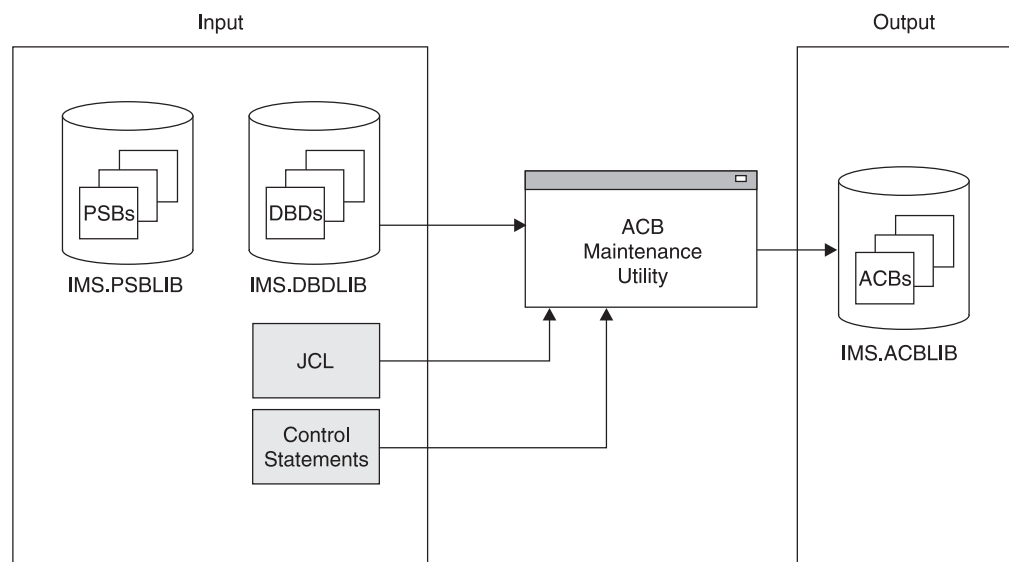 Input
Output
PSBs
DBDs
IMS.PSBLIB
IMS.DBDLIB
JCL
Control
Statements
ACB
Maintenance
Utility
ACBs
IMS.ACBLIB